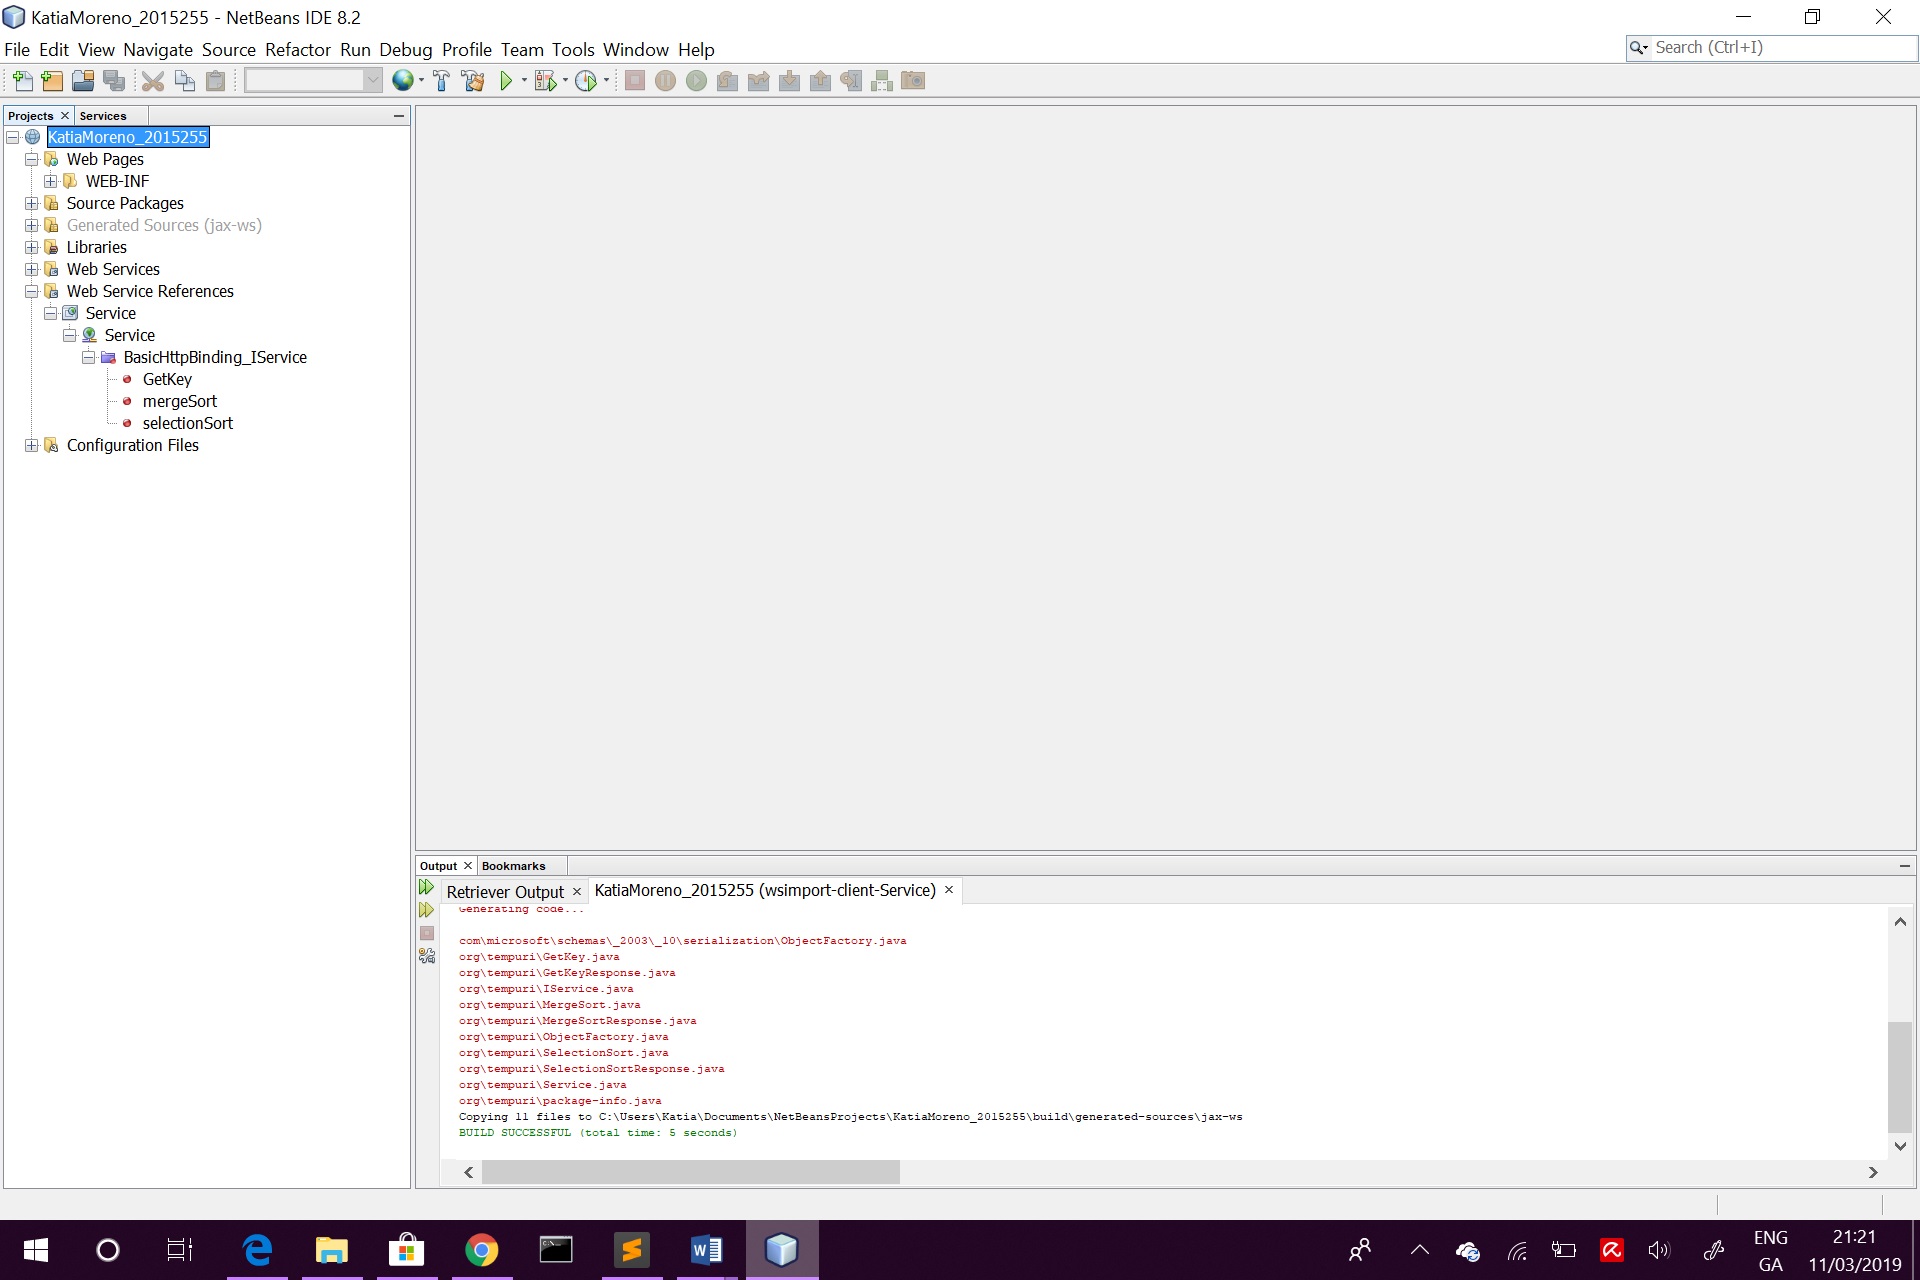 KatiaMoreno_2015255 - NetBeans IDE 8.2
File Edit View Navigate Source Refactor Run Debug Profile Team Tools Window Help
Search (Ctrl+I)
Projects Services
KatiaMoreno_2015255
Web Pages
WEB-INF
Source Packages
Generated Sources (jax-ws)
Libraries
Web Services
Web Service References
Service
Service
BasicHttpBinding_IService
GetKey
mergeSort
selectionSort
Configuration Files
Output Bookmarks
Retriever Output KatiaMoreno_2015255 (wsimport-client-Service)
Generating code...
com\microsoft\schemas\_2003\_10\serialization\ObjectFactory.java
org\tempuri\GetKey.java
org\tempuri\GetKeyResponse.java
org\tempuri\IService.java
org\tempuri\MergeSort.java
org\tempuri\MergeSortResponse.java
org\tempuri\ObjectFactory.java
org\tempuri\SelectionSort.java
org\tempuri\SelectionSortResponse.java
org\tempuri\Service.java
org\tempuri\package-info.java
Copying 11 files to C:\Users\Katia\Documents\NetBeansProjects\KatiaMoreno_2015255\build\generated-sources\jax-ws
BUILD SUCCESSFUL (total time: 5 seconds)
ENG 21:21
GA 11/03/2019